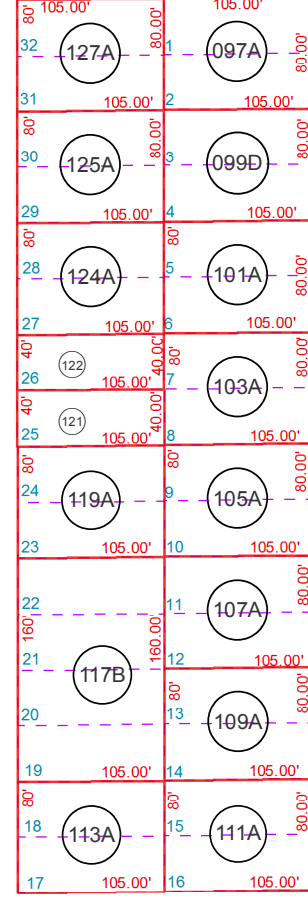 105.00' 105.00'
80' 80.00' 80.00'
32 127A 1 097A
31 105.00' 2 105.00'
80' 80.00' 80.00'
30 125A 3 099D
29 105.00' 4 105.00'
80' 80' 80.00'
28 124A 5 101A
27 105.00' 6 105.00'
40' 122 40.00' 80' 80.00'
26 105.00' 7 103A
40' 121 40.00'
25 105.00' 8 105.00'
80' 80' 80.00'
24 119A 9 105A
23 105.00' 10 105.00'
22 11 107A 80.00'
160' 160.00'
21 117B 12 105.00'
80' 80.00'
20 13 109A
19 105.00' 14 105.00'
80' 80' 80.00'
18 113A 15 111A
17 105.00' 16 105.00'